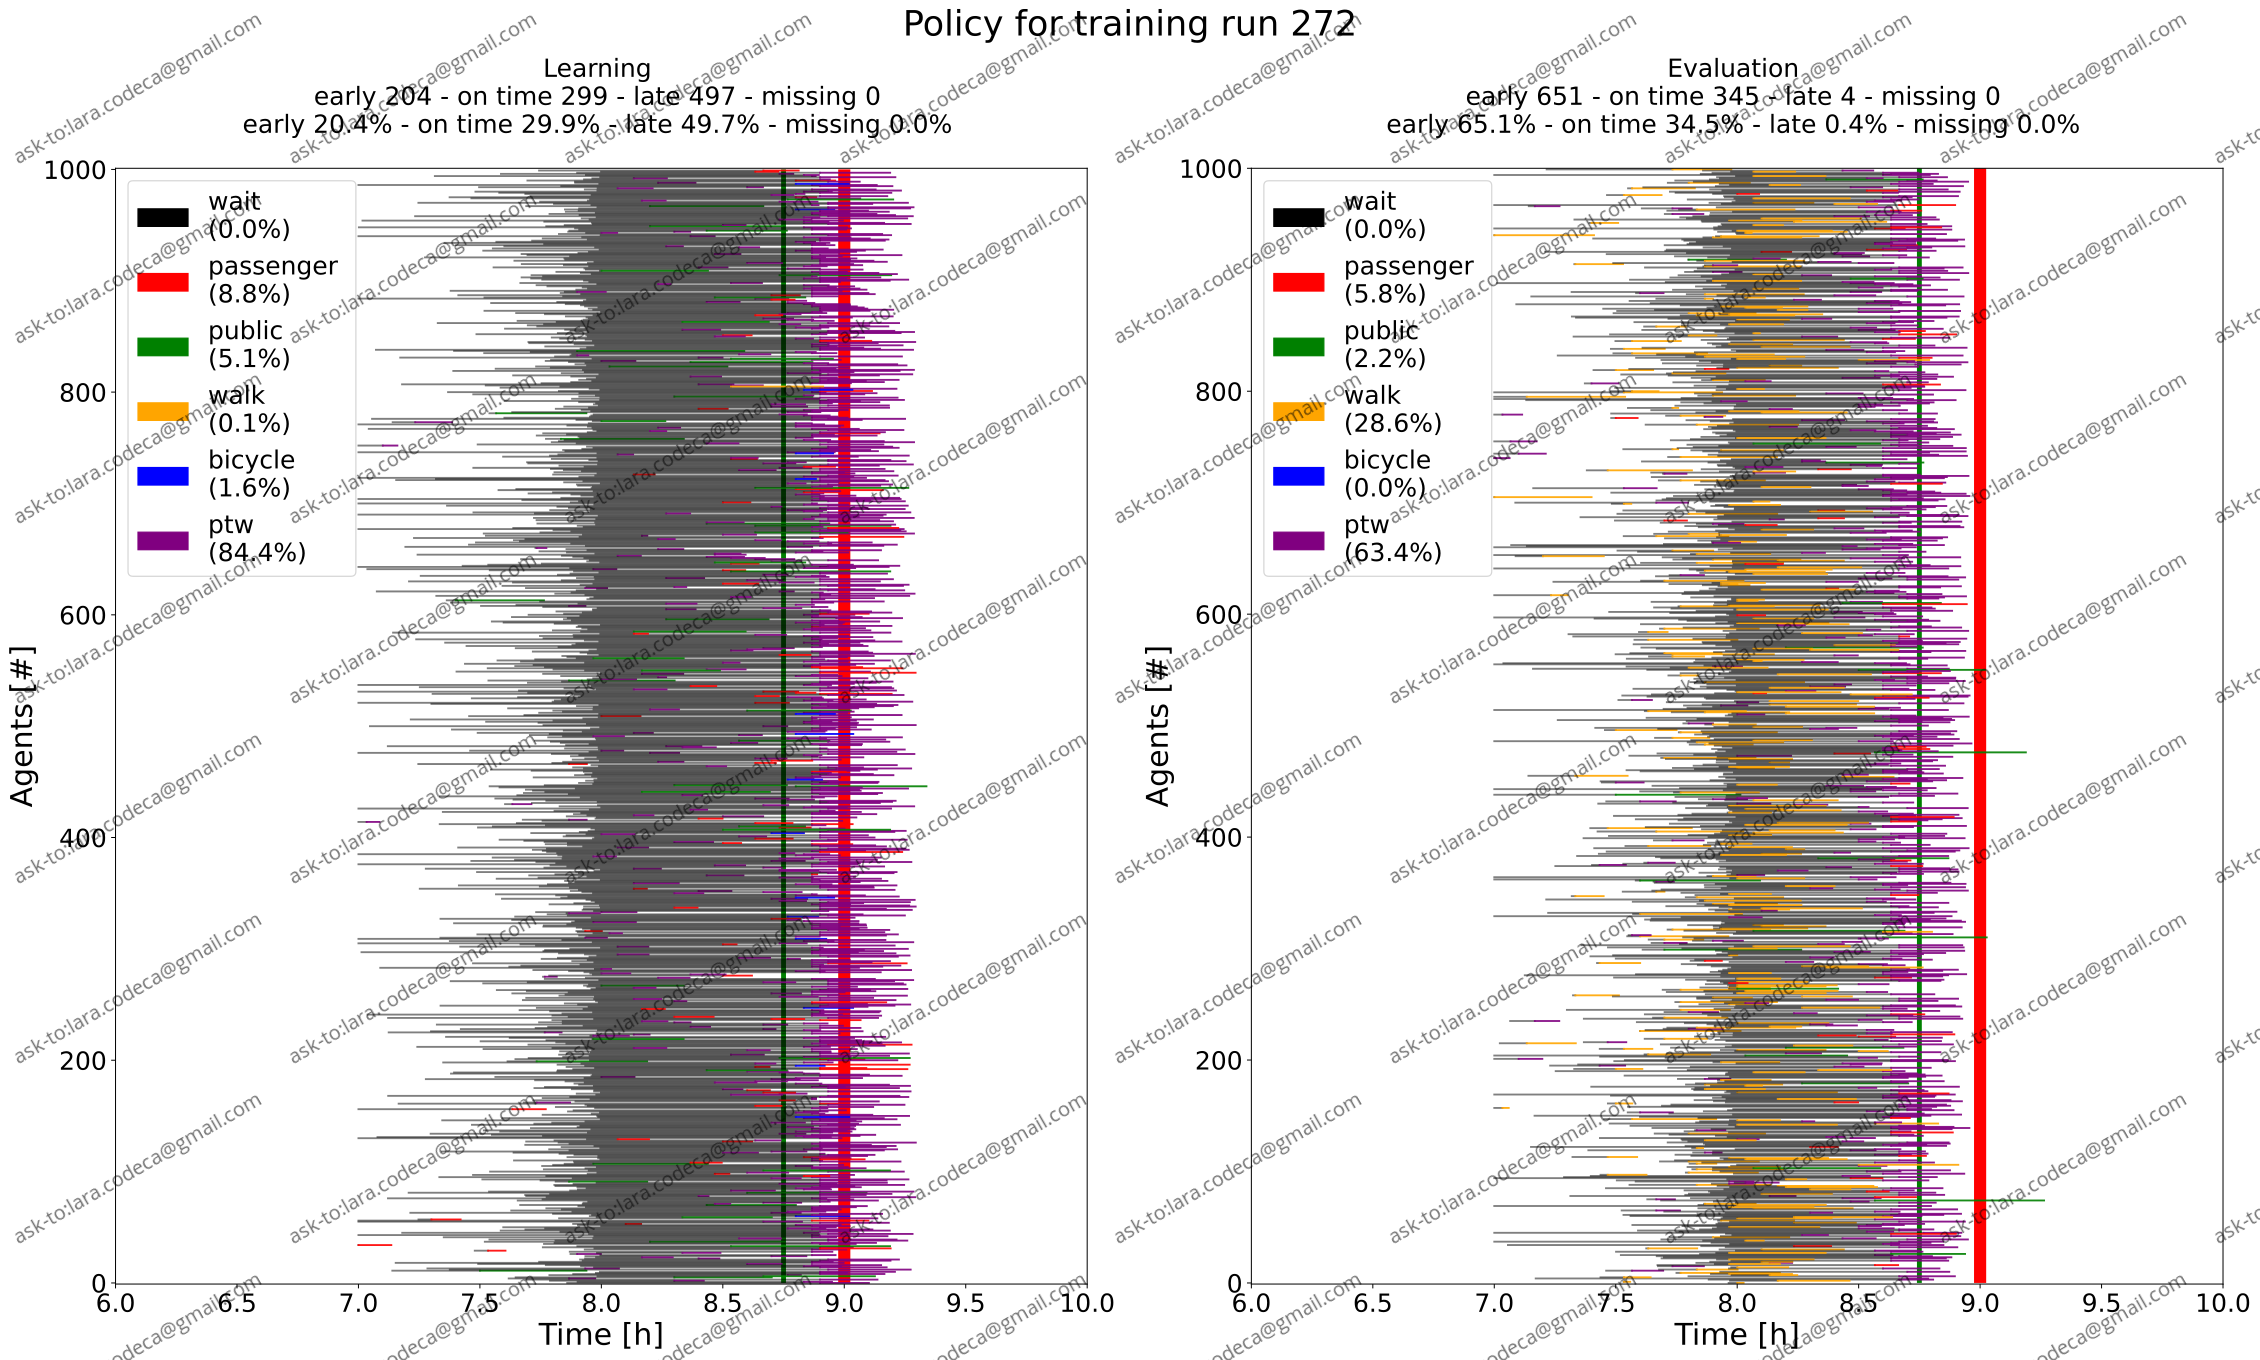 Policy for training run 272
Learning
early 204 - on time 299 - late 497 - missing 0
early 20.4% - on time 29.9% - late 49.7% - missing 0.0%
1000
800
600
400
200
0
Agents [#]
wait
(0.0%)
passenger
(8.8%)
public
(5.1%)
walk
(0.1%)
bicycle
(1.6%)
ptw
(84.4%)
6.0 6.5 7.0 7.5 8.0 8.5 9.0 9.5 10.0
Time [h]
Evaluation
early 651 - on time 345 - late 4 - missing 0
early 65.1% - on time 34.5% - late 0.4% - missing 0.0%
1000
800
600
400
200
0
Agents [#]
wait
(0.0%)
passenger
(5.8%)
public
(2.2%)
walk
(28.6%)
bicycle
(0.0%)
ptw
(63.4%)
6.0 6.5 7.0 7.5 8.0 8.5 9.0 9.5 10.0
Time [h]
ask-to:lara.codeca@gmail.com